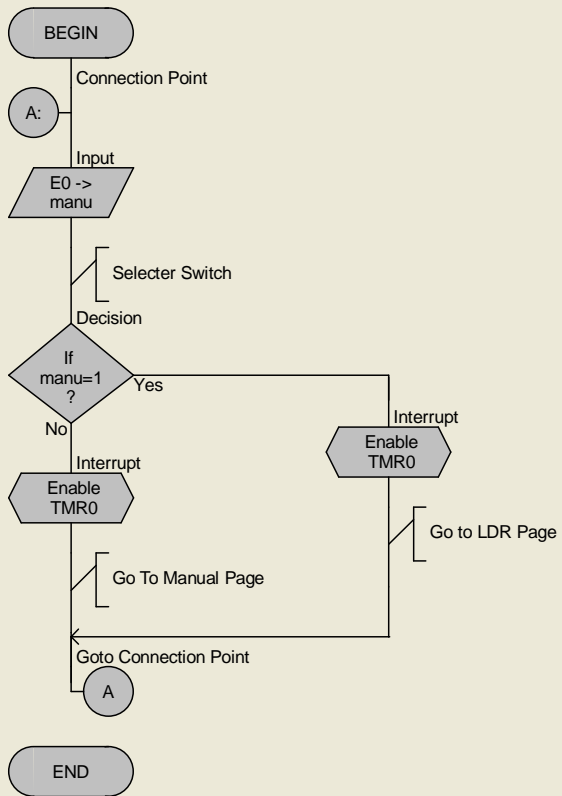 BEGIN
Connection Point
A:
Input
E0 ->
manu
Selecter Switch
Decision
If
manu=1
?
Yes
No
Interrupt
Enable
TMR0
Go to LDR Page
Interrupt
Enable
TMR0
Go To Manual Page
Goto Connection Point
A
END